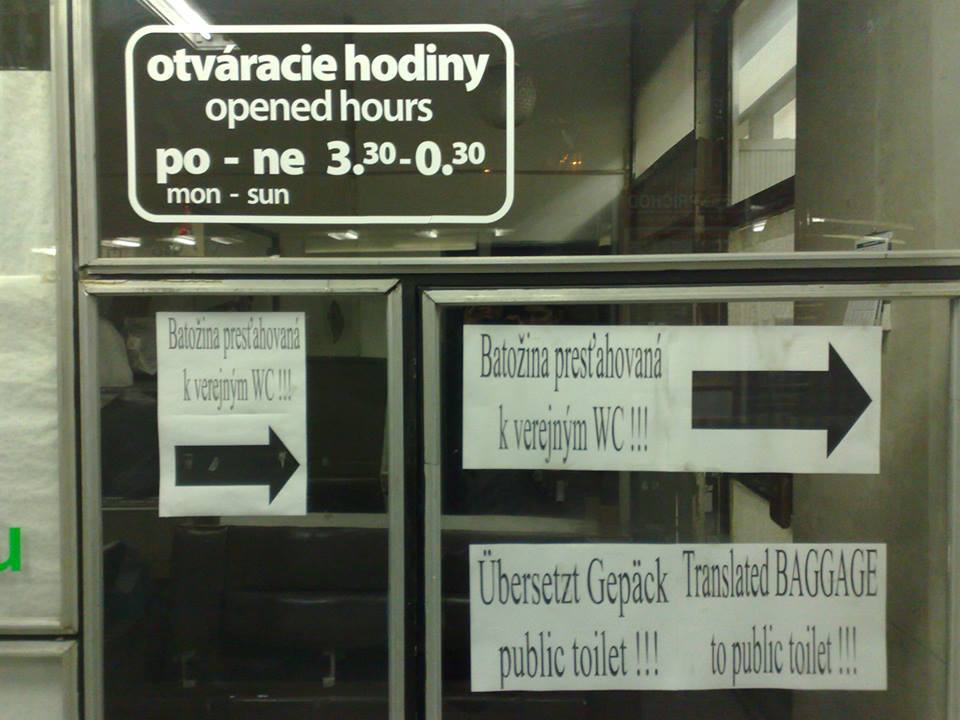 otváracie hodiny
opened hours
po - ne 3.30-0.30
mon - sun
Batožina presťahovaná
k verejným WC !!!
Batožina presťahovaná
k verejným WC !!!
Übersetzt Gepäck
public toilet !!!
Translated BAGGAGE
to public toilet !!!
u